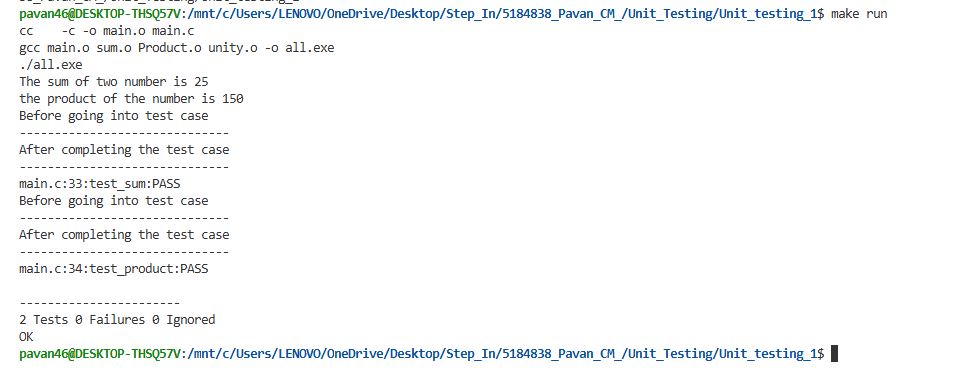 pavan46@DESKTOP-THSQ57V:/mnt/c/Users/LENOVO/OneDrive/Desktop/Step_In/5184838_Pavan_CM_/Unit_Testing/Unit_testing_1$ make run
cc    -c -o main.o main.c
gcc main.o sum.o Product.o unity.o -o all.exe
./all.exe
The sum of two number is 25
the product of the number is 150
Before going into test case
------------------------------
After completing the test case
------------------------------
main.c:33:test_sum:PASS
Before going into test case
------------------------------
After completing the test case
------------------------------
main.c:34:test_product:PASS

-----------------------
2 Tests 0 Failures 0 Ignored
OK
pavan46@DESKTOP-THSQ57V:/mnt/c/Users/LENOVO/OneDrive/Desktop/Step_In/5184838_Pavan_CM_/Unit_Testing/Unit_testing_1$